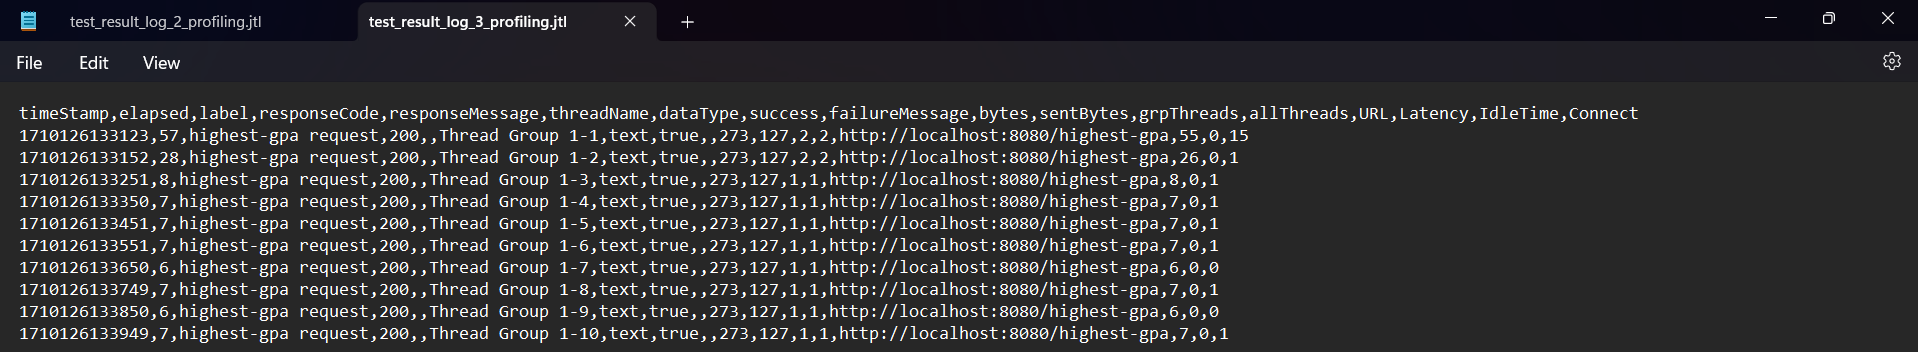 test_result_log_2_profiling.jtl
test_result_log_3_profiling.jtl
File Edit View
timeStamp,elapsed,label,responseCode,responseMessage,threadName,dataType,success,failureMessage,bytes,sentBytes,grpThreads,allThreads,URL,Latency,IdleTime,Connect
1710126133123,57,highest-gpa request,200,,Thread Group 1-1,text,true,,273,127,2,2,http://localhost:8080/highest-gpa,55,0,15
1710126133152,28,highest-gpa request,200,,Thread Group 1-2,text,true,,273,127,2,2,http://localhost:8080/highest-gpa,26,0,1
1710126133251,8,highest-gpa request,200,,Thread Group 1-3,text,true,,273,127,1,1,http://localhost:8080/highest-gpa,8,0,1
1710126133350,7,highest-gpa request,200,,Thread Group 1-4,text,true,,273,127,1,1,http://localhost:8080/highest-gpa,7,0,1
1710126133451,7,highest-gpa request,200,,Thread Group 1-5,text,true,,273,127,1,1,http://localhost:8080/highest-gpa,7,0,1
1710126133551,7,highest-gpa request,200,,Thread Group 1-6,text,true,,273,127,1,1,http://localhost:8080/highest-gpa,7,0,1
1710126133650,6,highest-gpa request,200,,Thread Group 1-7,text,true,,273,127,1,1,http://localhost:8080/highest-gpa,6,0,0
1710126133749,7,highest-gpa request,200,,Thread Group 1-8,text,true,,273,127,1,1,http://localhost:8080/highest-gpa,7,0,1
1710126133850,6,highest-gpa request,200,,Thread Group 1-9,text,true,,273,127,1,1,http://localhost:8080/highest-gpa,6,0,0
1710126133949,7,highest-gpa request,200,,Thread Group 1-10,text,true,,273,127,1,1,http://localhost:8080/highest-gpa,7,0,1